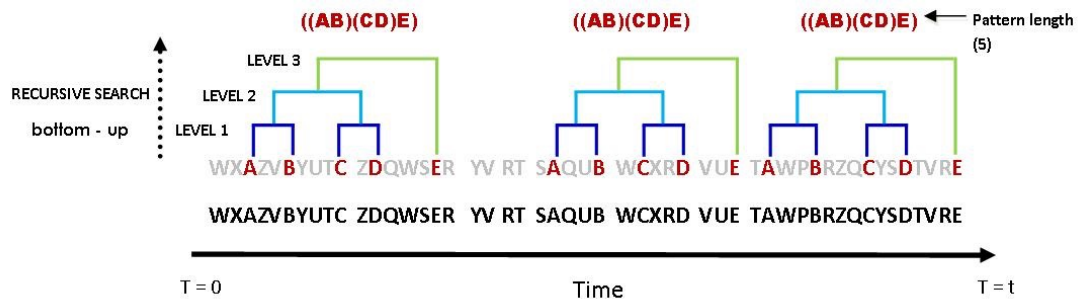 ((AB)(CD)E) ((AB)(CD)E) ((AB)(CD)E) Pattern length
(5)
LEVEL 3
RECURSIVE SEARCH LEVEL 2
bottom - up LEVEL 1
WXAZVBYUTC ZDQWSER YV RT SAQUB WCXRD VUE TAWPBRZQCYSDTVRE
WXAZVBYUTC ZDQWSER YV RT SAQUB WCXRD VUE TAWPBRZQCYSDTVRE
T = 0 Time T = t